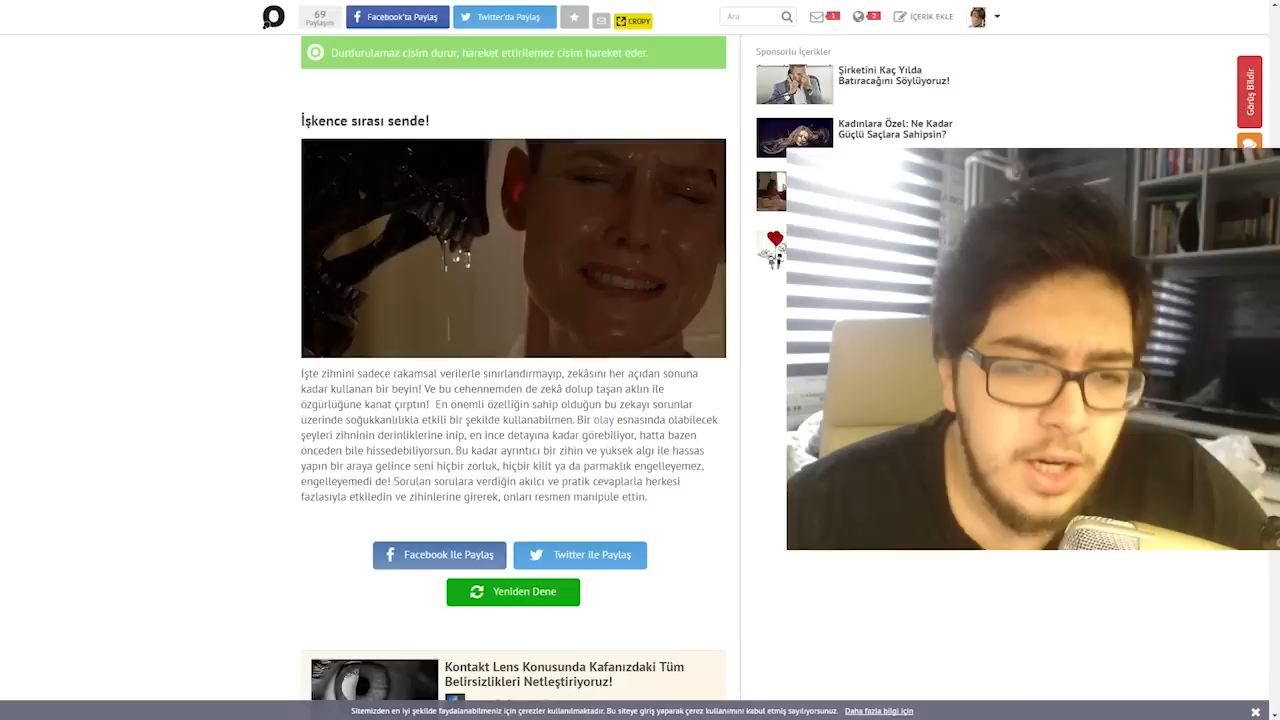 69
Paylaşım
Facebook'ta Paylaş
Twitter'da Paylaş
CROPY
Ara
1
2
İÇERİK EKLE
Durdurulamaz cisim durur, hareket ettirilemez cisim hareket eder.
İşkence sırası sende!
İşte zihnini sadece rakamsal verilerle sınırlandırmayıp, zekâsını her açıdan sonuna
kadar kullanan bir beyin! Ve bu cehennemden de zekâ dolup taşan aklın ile
özgürlüğüne kanat çırptın! En önemli özelliğin sahip olduğun bu zekayı sorunlar
üzerinde soğukkanlılıkla etkili bir şekilde kullanabilmen. Bir olay esnasında olabilecek
şeyleri zihninin derinliklerine inip, en ince detayına kadar görebiliyor, hatta bazen
önceden bile hissedebiliyorsun. Bu kadar ayrıntıcı bir zihin ve yüksek algı ile hassas
yapın bir araya gelince seni hiçbir zorluk, hiçbir kilit ya da parmaklık engelleyemez,
engelleyemedi de! Sorulan sorulara verdiğin akılcı ve pratik cevaplarla herkesi
fazlasıyla etkiledin ve zihinlerine girerek, onları resmen manipüle ettin.
Facebook İle Paylaş
Twitter ile Paylaş
Yeniden Dene
Kontakt Lens Konusunda Kafanızdaki Tüm
Belirsizlikleri Netleştiriyoruz!
Sponsorlu İçerikler
Şirketini Kaç Yılda
Batıracağını Söylüyoruz!
Kadınlara Özel: Ne Kadar
Güçlü Saçlara Sahipsin?
Görüş Bildir
Sitemizden en iyi şekilde faydalanabilmeniz için çerezler kullanılmaktadır. Bu siteye giriş yaparak çerez kullanımını kabul etmiş sayılıyorsunuz. Daha fazla bilgi için